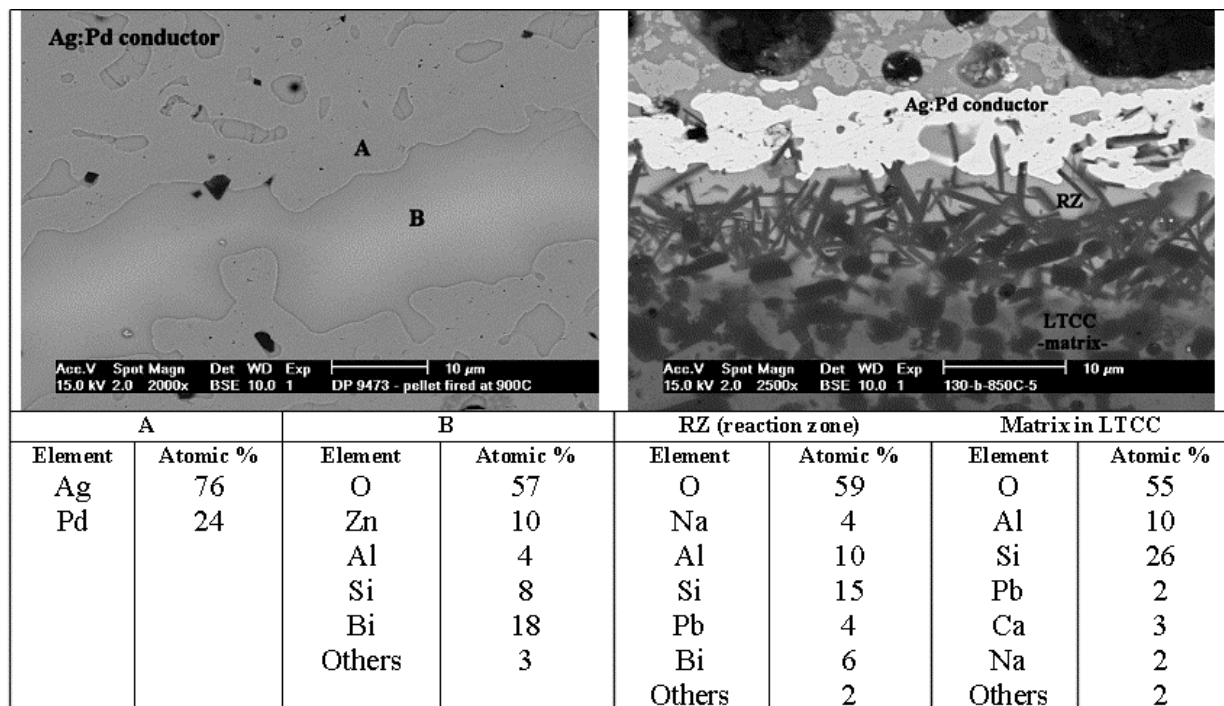 Ag:Pd conductor
A
B
Acc.V Spot Magn Det WD Exp 10 µm
15.0 kV 2.0 2000x BSE 10.0 1 DP 9473 - pellet fired at 900C
Ag:Pd conductor
RZ
LTCC
-matrix-
Acc.V Spot Magn Det WD Exp 10 µm
15.0 kV 2.0 2500x BSE 10.0 1 130-b-850C-5
A B RZ (reaction zone) Matrix in LTCC
Element Atomic % Element Atomic % Element Atomic % Element Atomic %
Ag 76 O 57 O 59 O 55
Pd 24 Zn 10 Na 4 Al 10
Al 4 Al 10 Si 26
Si 8 Si 15 Pb 2
Bi 18 Pb 4 Ca 3
Others 3 Bi 6 Na 2
Others 2 Others 2